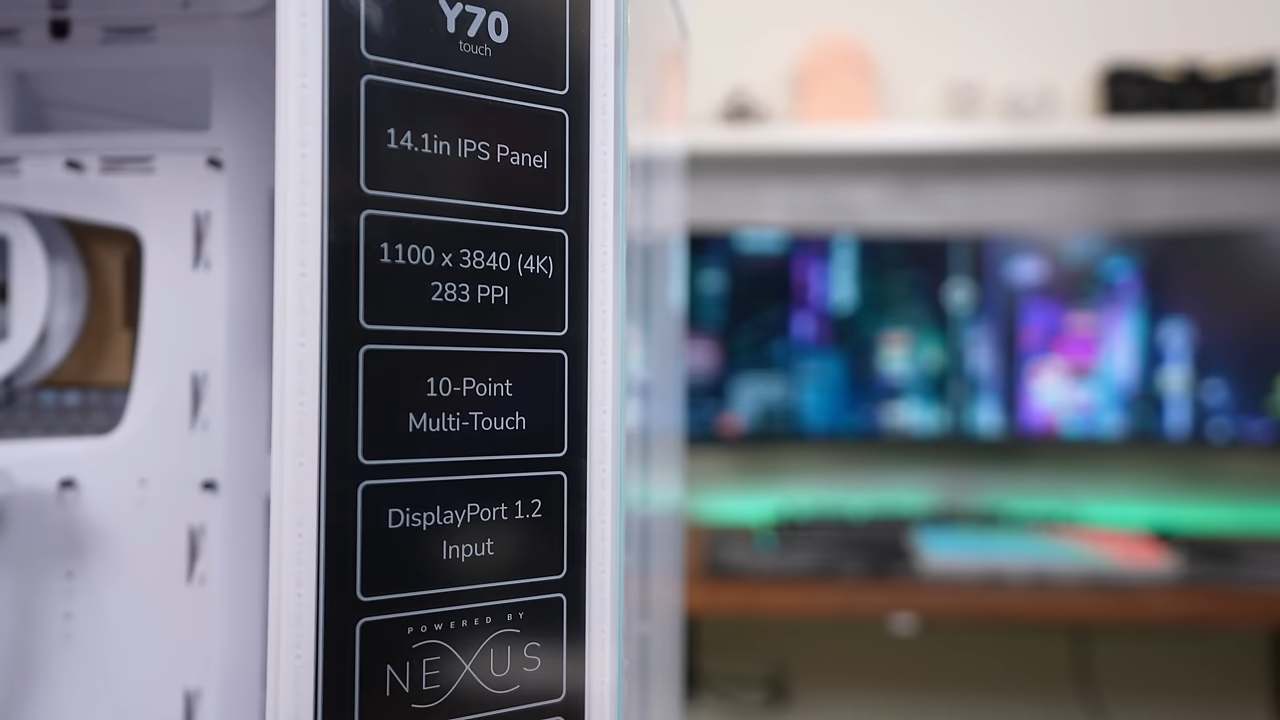 Y70
touch
14.1in IPS Panel
1100 x 3840 (4K)
283 PPI
10-Point
Multi-Touch
DisplayPort 1.2
Input
POWERED BY
NEXUS